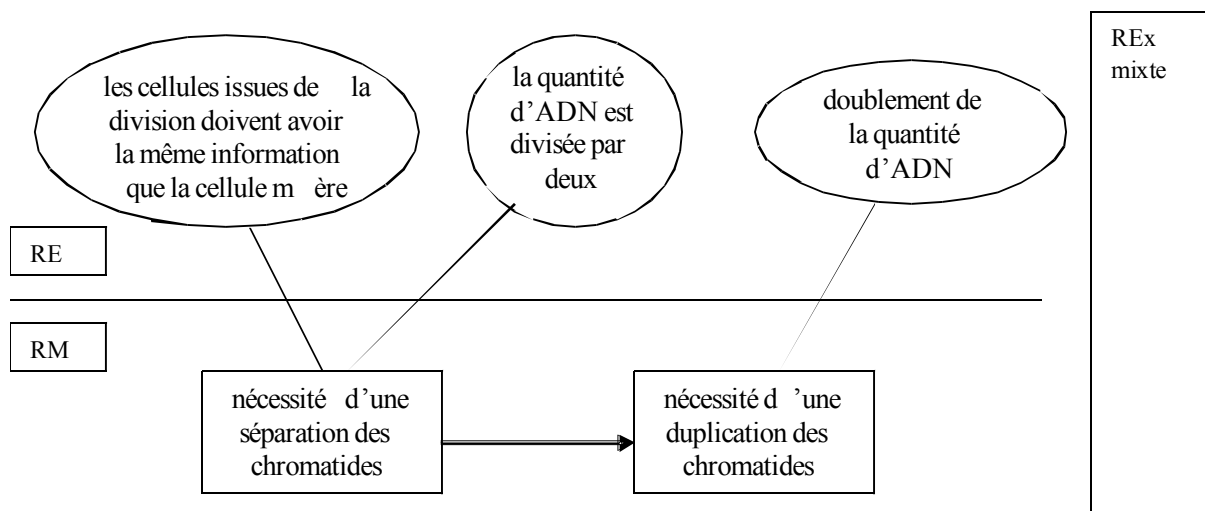 les cellules issues de la
division doivent avoir
la même information
que la cellule m ère
la quantité
d’ADN est
divisée par
deux
doublement de
la quantité
d’ADN
REx
mixte
RE
RM
nécessité d’une
séparation des
chromatides
nécessité d ’une
duplication des
chromatides